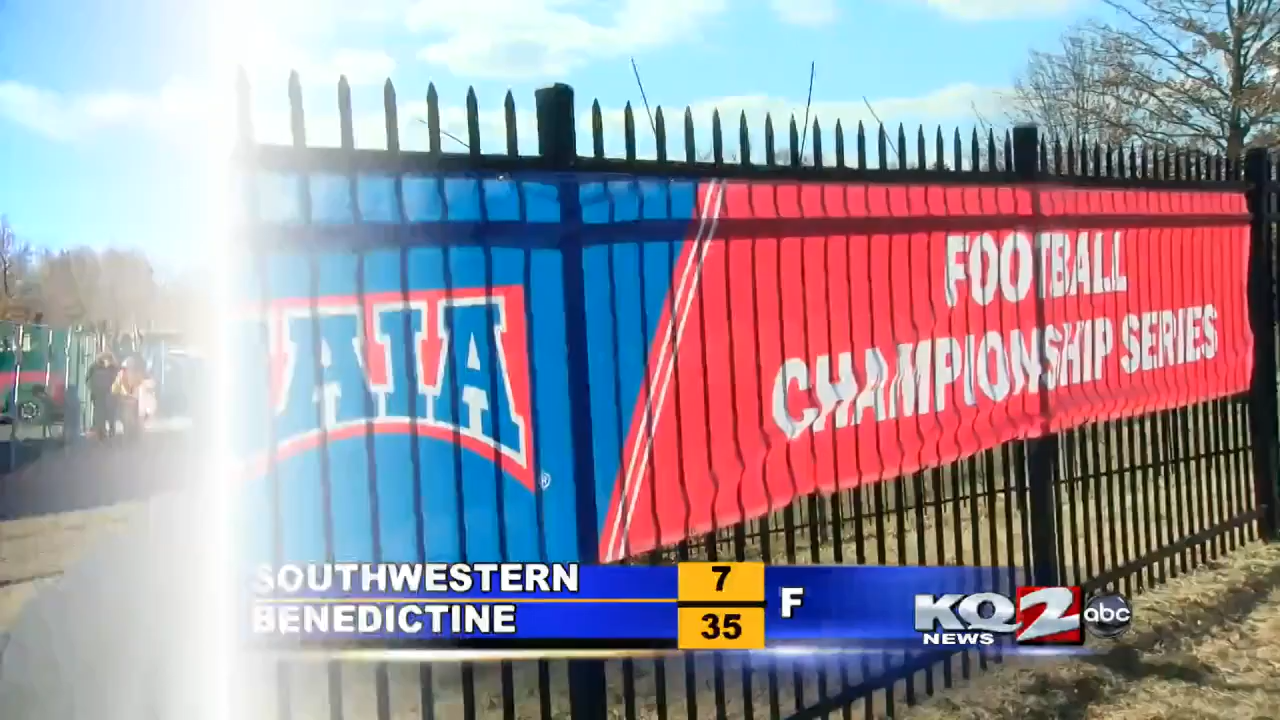 AIA
®
FOOTBALL
CHAMPIONSHIP SERIES
SOUTHWESTERN 7
BENEDICTINE 35
F
KQ2
NEWS
abc